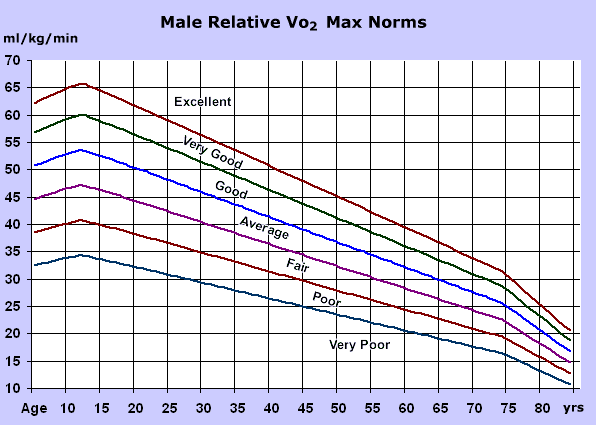 Male Relative Vo2 Max Norms
ml/kg/min
70
65
60
55
50
45
40
35
30
25
20
15
10
Excellent
Very Good
Good
Average
Fair
Poor
Very Poor
Age 10 15 20 25 30 35 40 45 50 55 60 65 70 75 80 yrs